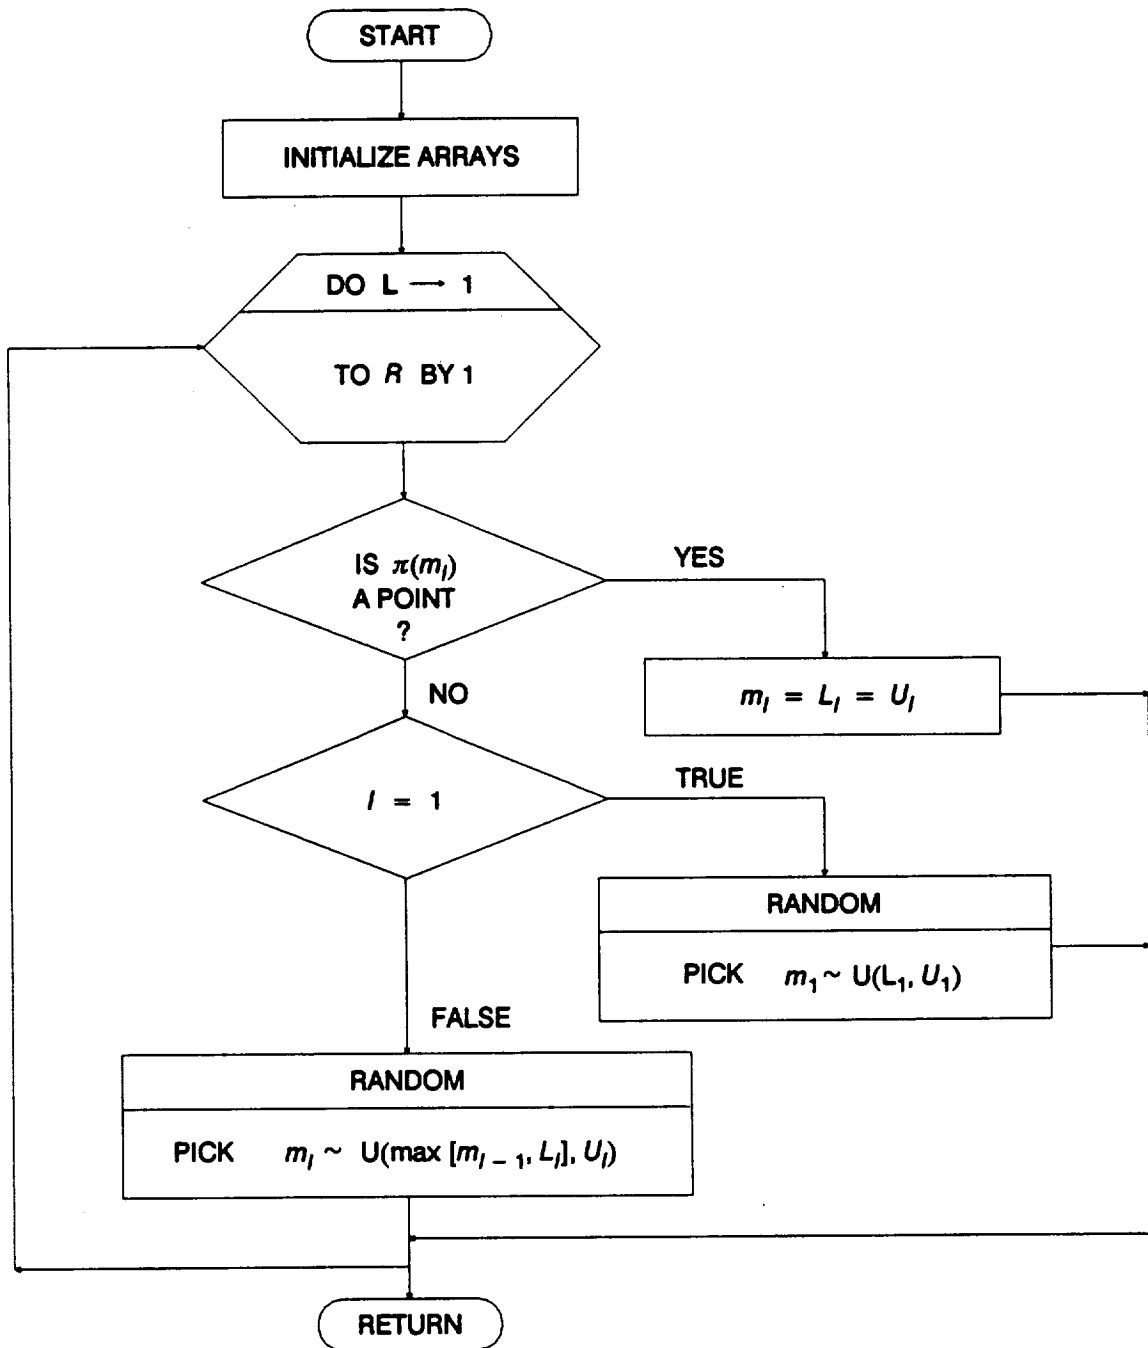 START
INITIALIZE ARRAYS
DO L → 1
TO R BY 1
IS π(m_l)
A POINT
?
YES
NO
m_l = L_l = U_l
l = 1
TRUE
RANDOM
PICK m_1 ~ U(L_1, U_1)
FALSE
RANDOM
PICK m_l ~ U(max [m_{l-1}, L_l], U_l)
RETURN